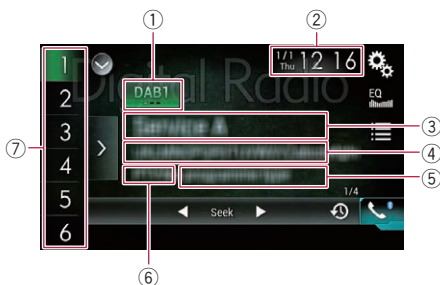 ① ②
1 1/1 Thu 12 16
Digital Radio
DAB1
EQ
2
3 ③
⑦
4 ④
⑤
5
1/4
6 Seek
⑥